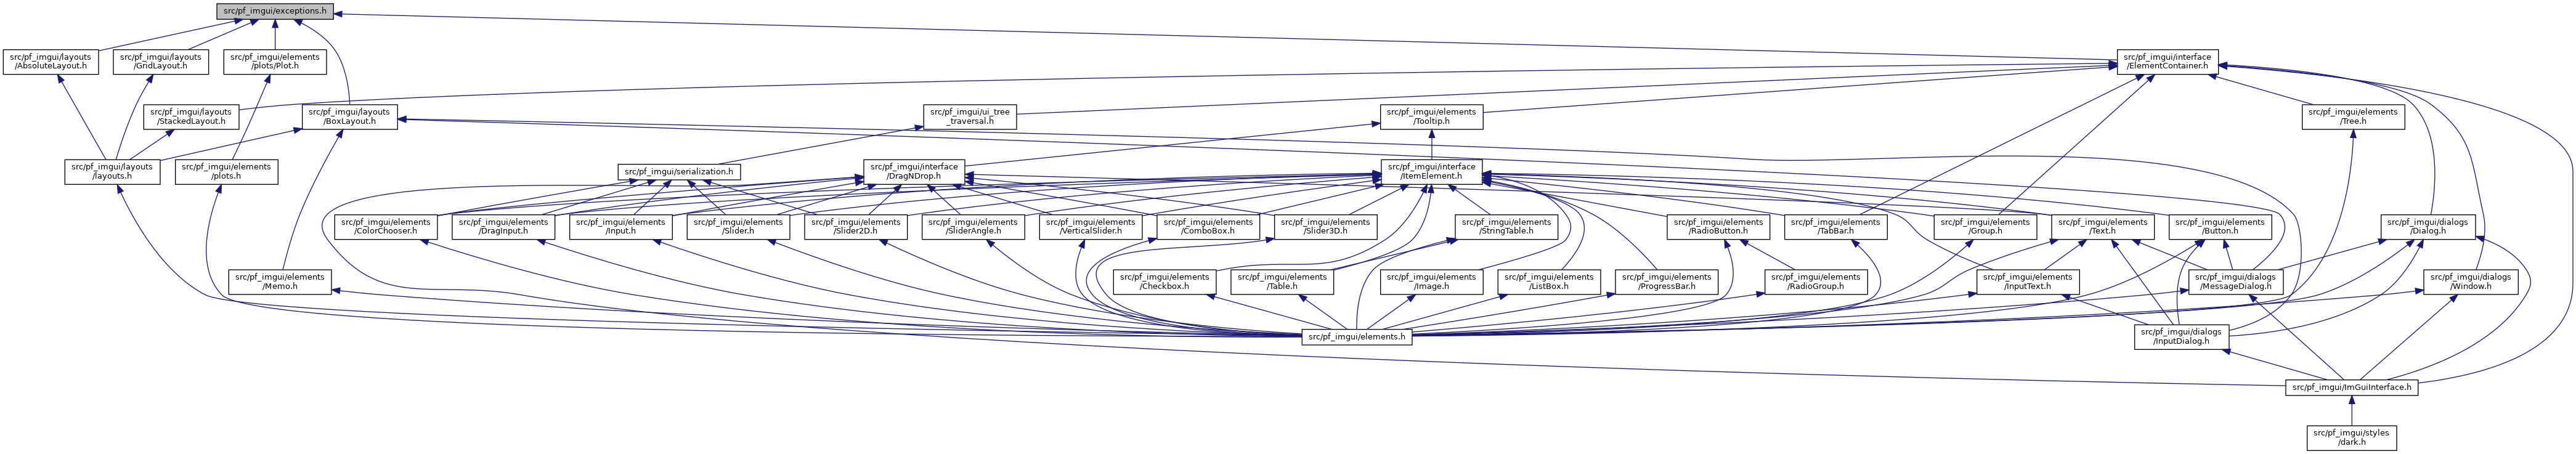 src/pf_imgui/exceptions.h
src/pf_imgui/layouts
/AbsoluteLayout.h
src/pf_imgui/layouts
/GridLayout.h
src/pf_imgui/elements
/plots/Plot.h
src/pf_imgui/interface
/ElementContainer.h
src/pf_imgui/layouts
/StackedLayout.h
src/pf_imgui/layouts
/BoxLayout.h
src/pf_imgui/ui_tree
_traversal.h
src/pf_imgui/elements
/Tooltip.h
src/pf_imgui/elements
/Tree.h
src/pf_imgui/layouts
/layouts.h
src/pf_imgui/elements
/plots.h
src/pf_imgui/serialization.h
src/pf_imgui/interface
/DragNDrop.h
src/pf_imgui/interface
/ItemElement.h
src/pf_imgui/elements
/ColorChooser.h
src/pf_imgui/elements
/DragInput.h
src/pf_imgui/elements
/Input.h
src/pf_imgui/elements
/Slider.h
src/pf_imgui/elements
/Slider2D.h
src/pf_imgui/elements
/SliderAngle.h
src/pf_imgui/elements
/VerticalSlider.h
src/pf_imgui/elements
/ComboBox.h
src/pf_imgui/elements
/Slider3D.h
src/pf_imgui/elements
/StringTable.h
src/pf_imgui/elements
/RadioButton.h
src/pf_imgui/elements
/TabBar.h
src/pf_imgui/elements
/Group.h
src/pf_imgui/elements
/Text.h
src/pf_imgui/elements
/Button.h
src/pf_imgui/dialogs
/Dialog.h
src/pf_imgui/elements
/Memo.h
src/pf_imgui/elements
/Checkbox.h
src/pf_imgui/elements
/Table.h
src/pf_imgui/elements
/Image.h
src/pf_imgui/elements
/ListBox.h
src/pf_imgui/elements
/ProgressBar.h
src/pf_imgui/elements
/RadioGroup.h
src/pf_imgui/elements
/InputText.h
src/pf_imgui/dialogs
/MessageDialog.h
src/pf_imgui/dialogs
/Window.h
src/pf_imgui/elements.h
src/pf_imgui/dialogs
/InputDialog.h
src/pf_imgui/ImGuiInterface.h
src/pf_imgui/styles
/dark.h